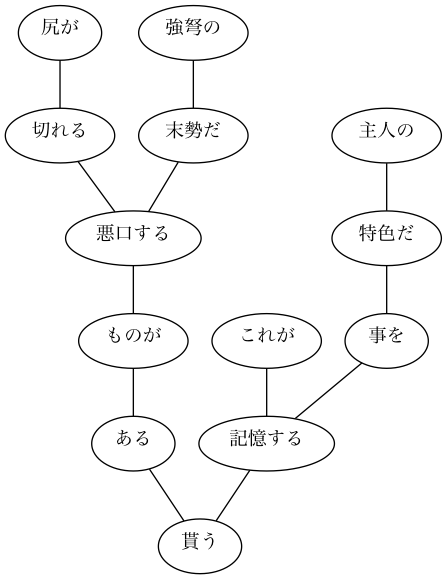 尻が
強弩の
切れる
末勢だ
主人の
悪口する
特色だ
ものが
これが
事を
ある
記憶する
貰う